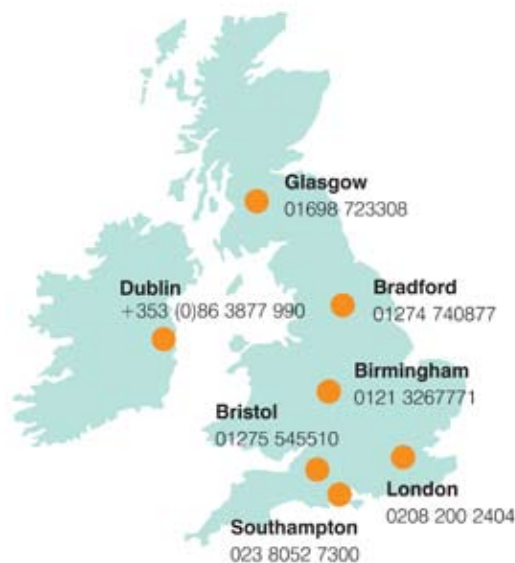 Glasgow
01698 723308
Dublin
+353 (0)86 3877 990
Bradford
01274 740877
Birmingham
0121 3267771
Bristol
01275 545510
London
0208 200 2404
Southampton
023 8052 7300